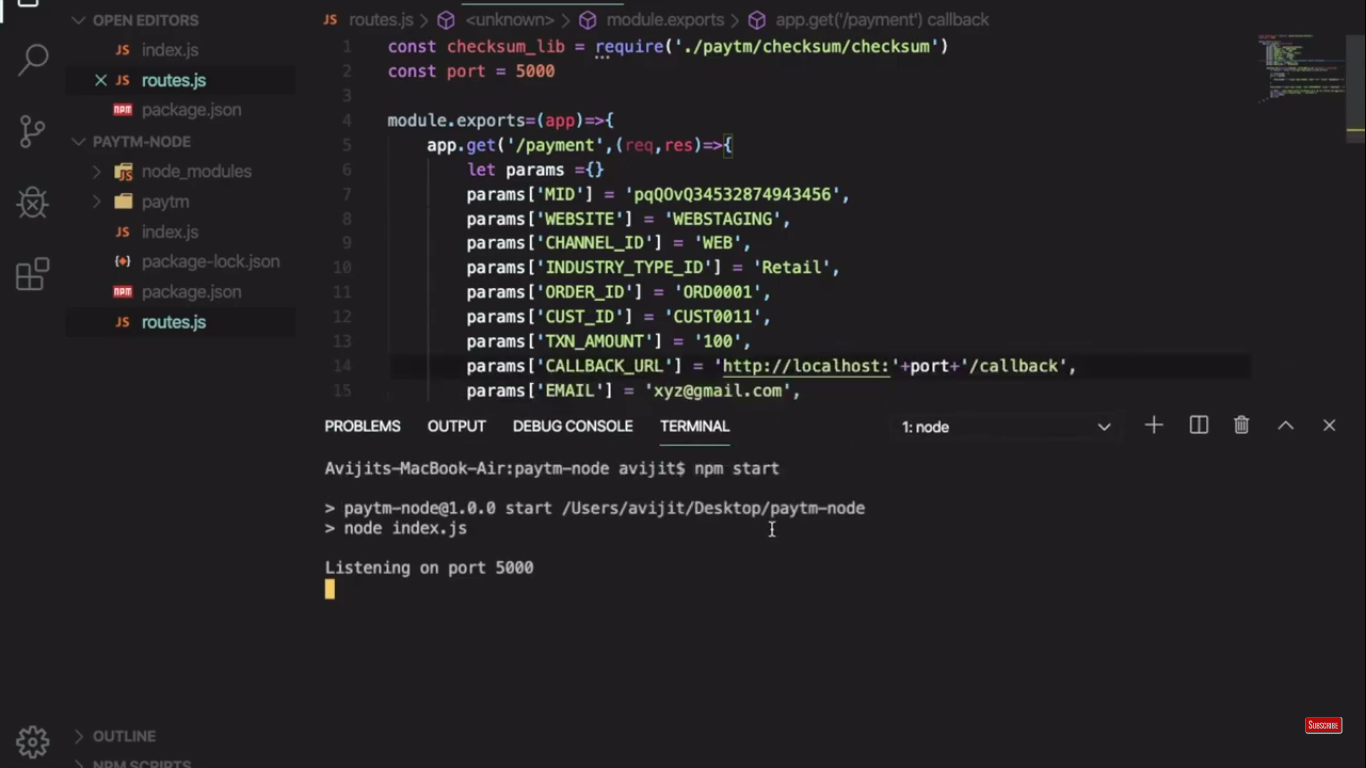 OPEN EDITORS
JS index.js
JS routes.js
package.json
PAYTM-NODE
node_modules
paytm
JS index.js
package-lock.json
package.json
JS routes.js
OUTLINE
NPM SCRIPTS
JS routes.js > <unknown> > module.exports > app.get('/payment') callback
1 const checksum_lib = require('./paytm/checksum/checksum')
2 const port = 5000
3
4 module.exports=(app)=>{
5 app.get('/payment',(req,res)=>{
6 let params ={}
7 params['MID'] = 'pqQOvQ34532874943456',
8 params['WEBSITE'] = 'WEBSTAGING',
9 params['CHANNEL_ID'] = 'WEB',
10 params['INDUSTRY_TYPE_ID'] = 'Retail',
11 params['ORDER_ID'] = 'ORD0001',
12 params['CUST_ID'] = 'CUST0011',
13 params['TXN_AMOUNT'] = '100',
14 params['CALLBACK_URL'] = 'http://localhost:'+port+'/callback',
15 params['EMAIL'] = 'xyz@gmail.com',
PROBLEMS OUTPUT DEBUG CONSOLE TERMINAL 1: node
Avijits-MacBook-Air:paytm-node avijit$ npm start
> paytm-node@1.0.0 start /Users/avijit/Desktop/paytm-node
> node index.js
Listening on port 5000
SUBSCRIBE